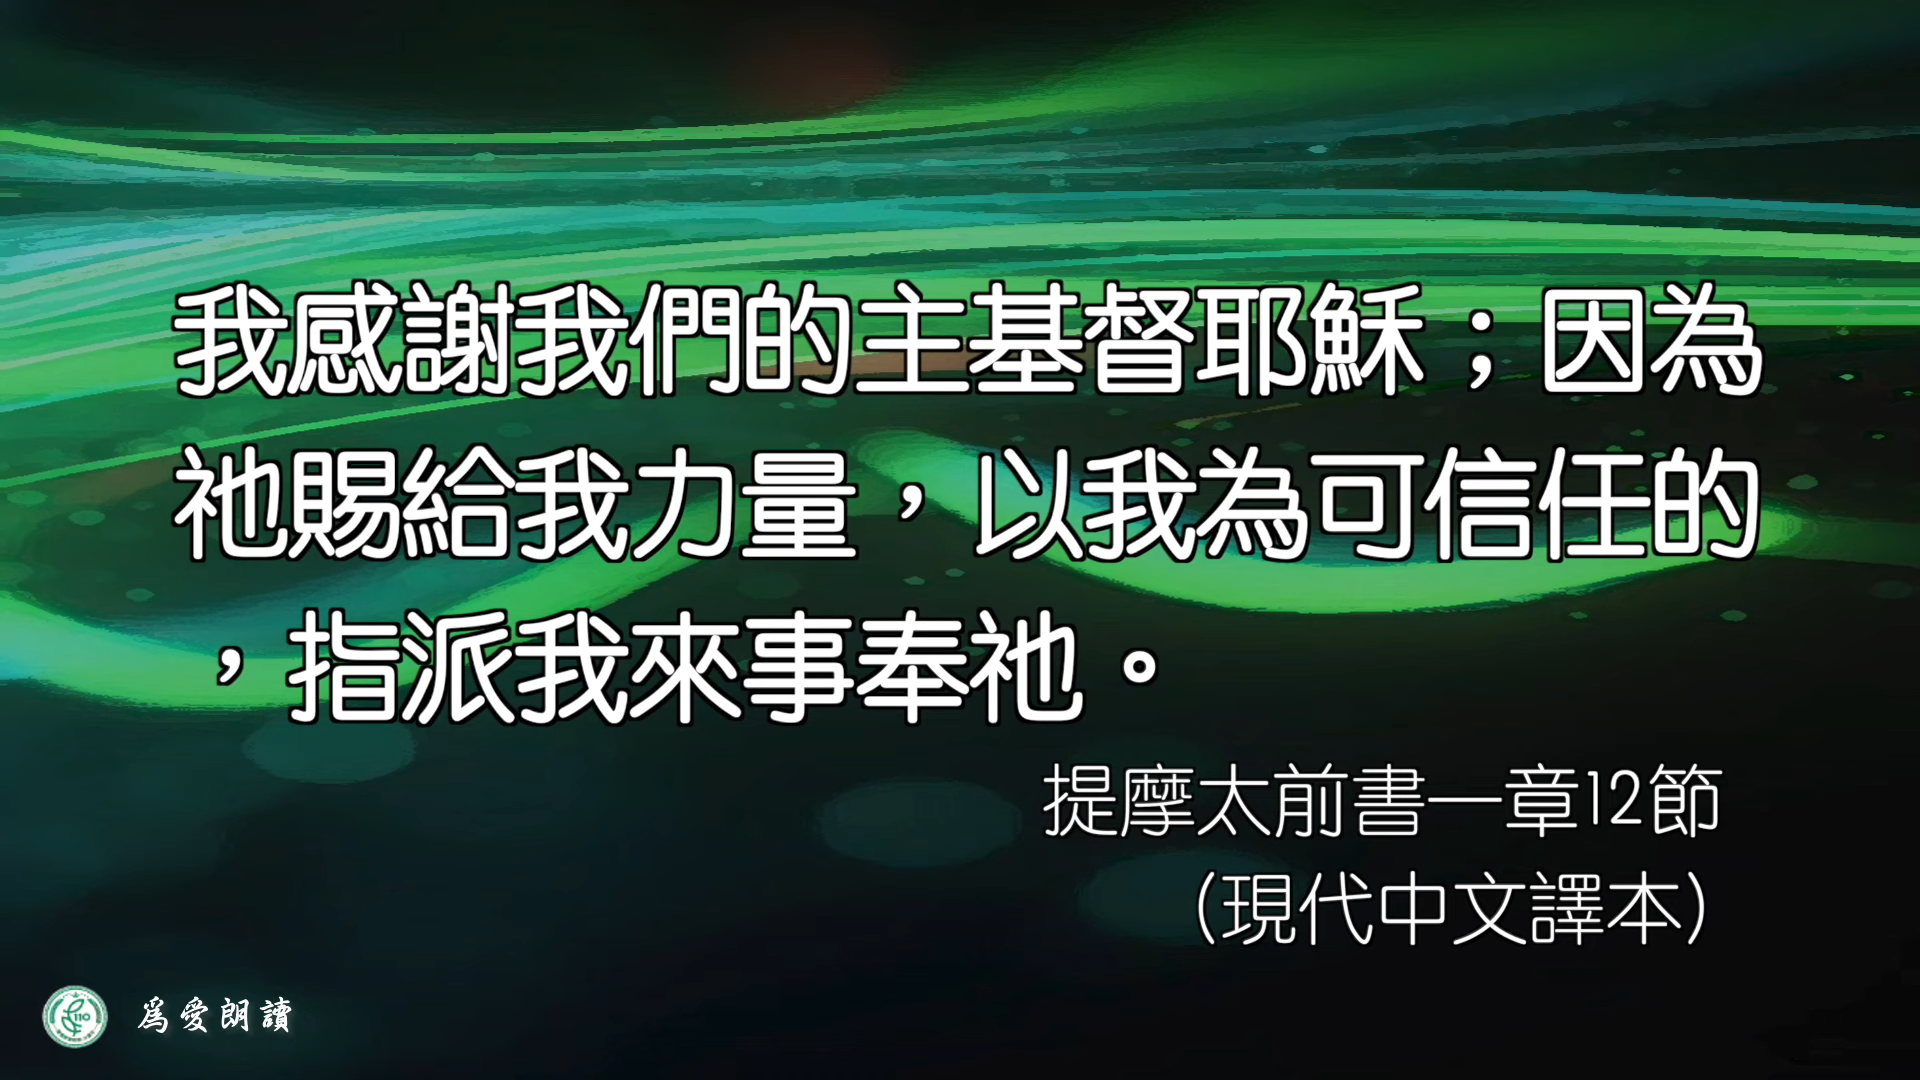 我感謝我們的主基督耶穌；因為
祂賜給我力量，以我為可信任的
，指派我來事奉祂。
提摩太前書一章12節
（現代中文譯本）
110
為愛朗讀